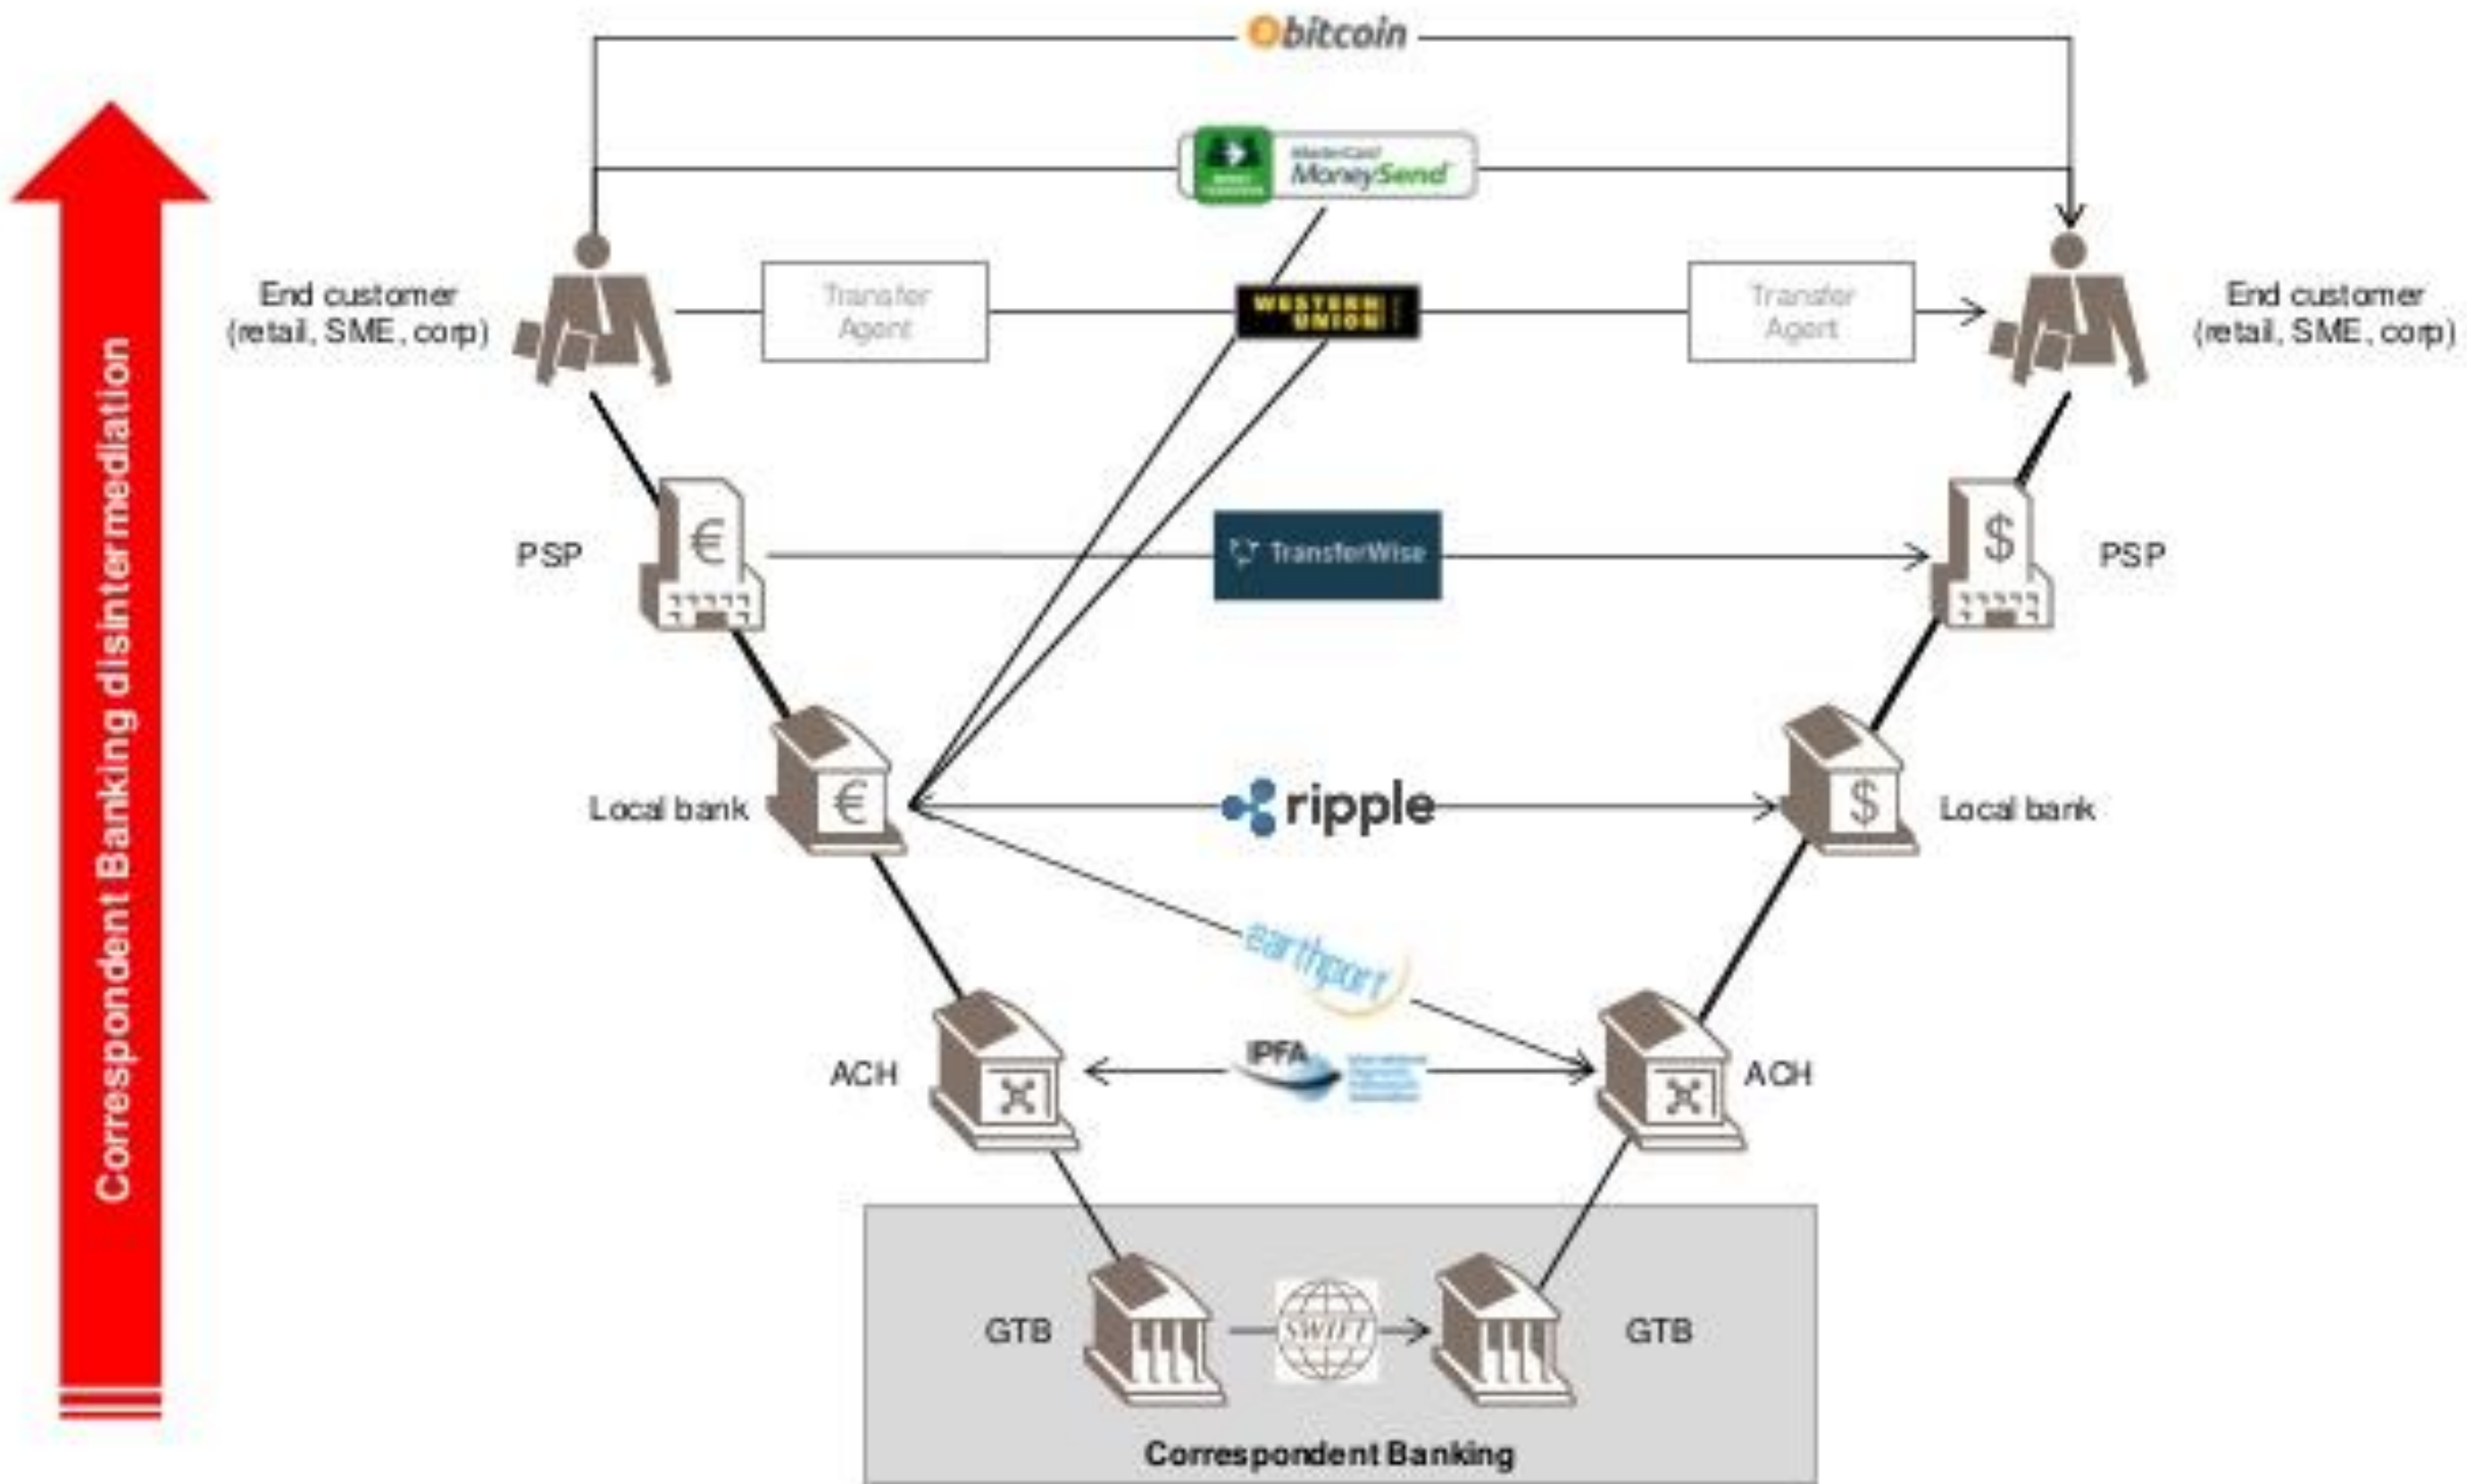 bitcoin
MasterCard
MoneySend
End customer
(retail, SME, corp)
Transfer
Agent
WESTERN
UNION
Transfer
Agent
End customer
(retail, SME, corp)
PSP
€
TransferWise
$
PSP
Local bank
€
ripple
$
Local bank
earthport
ACH
IPFA
ACH
GTB
SWIFT
GTB
Correspondent Banking
Correspondent Banking disintermediation